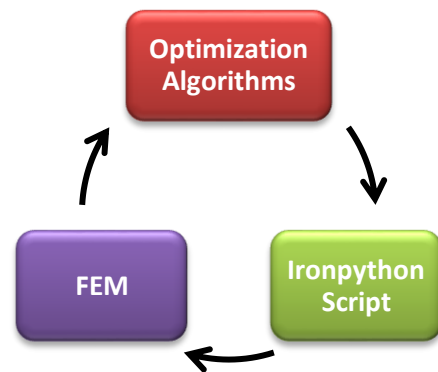 Optimization
Algorithms
Ironpython
Script
FEM